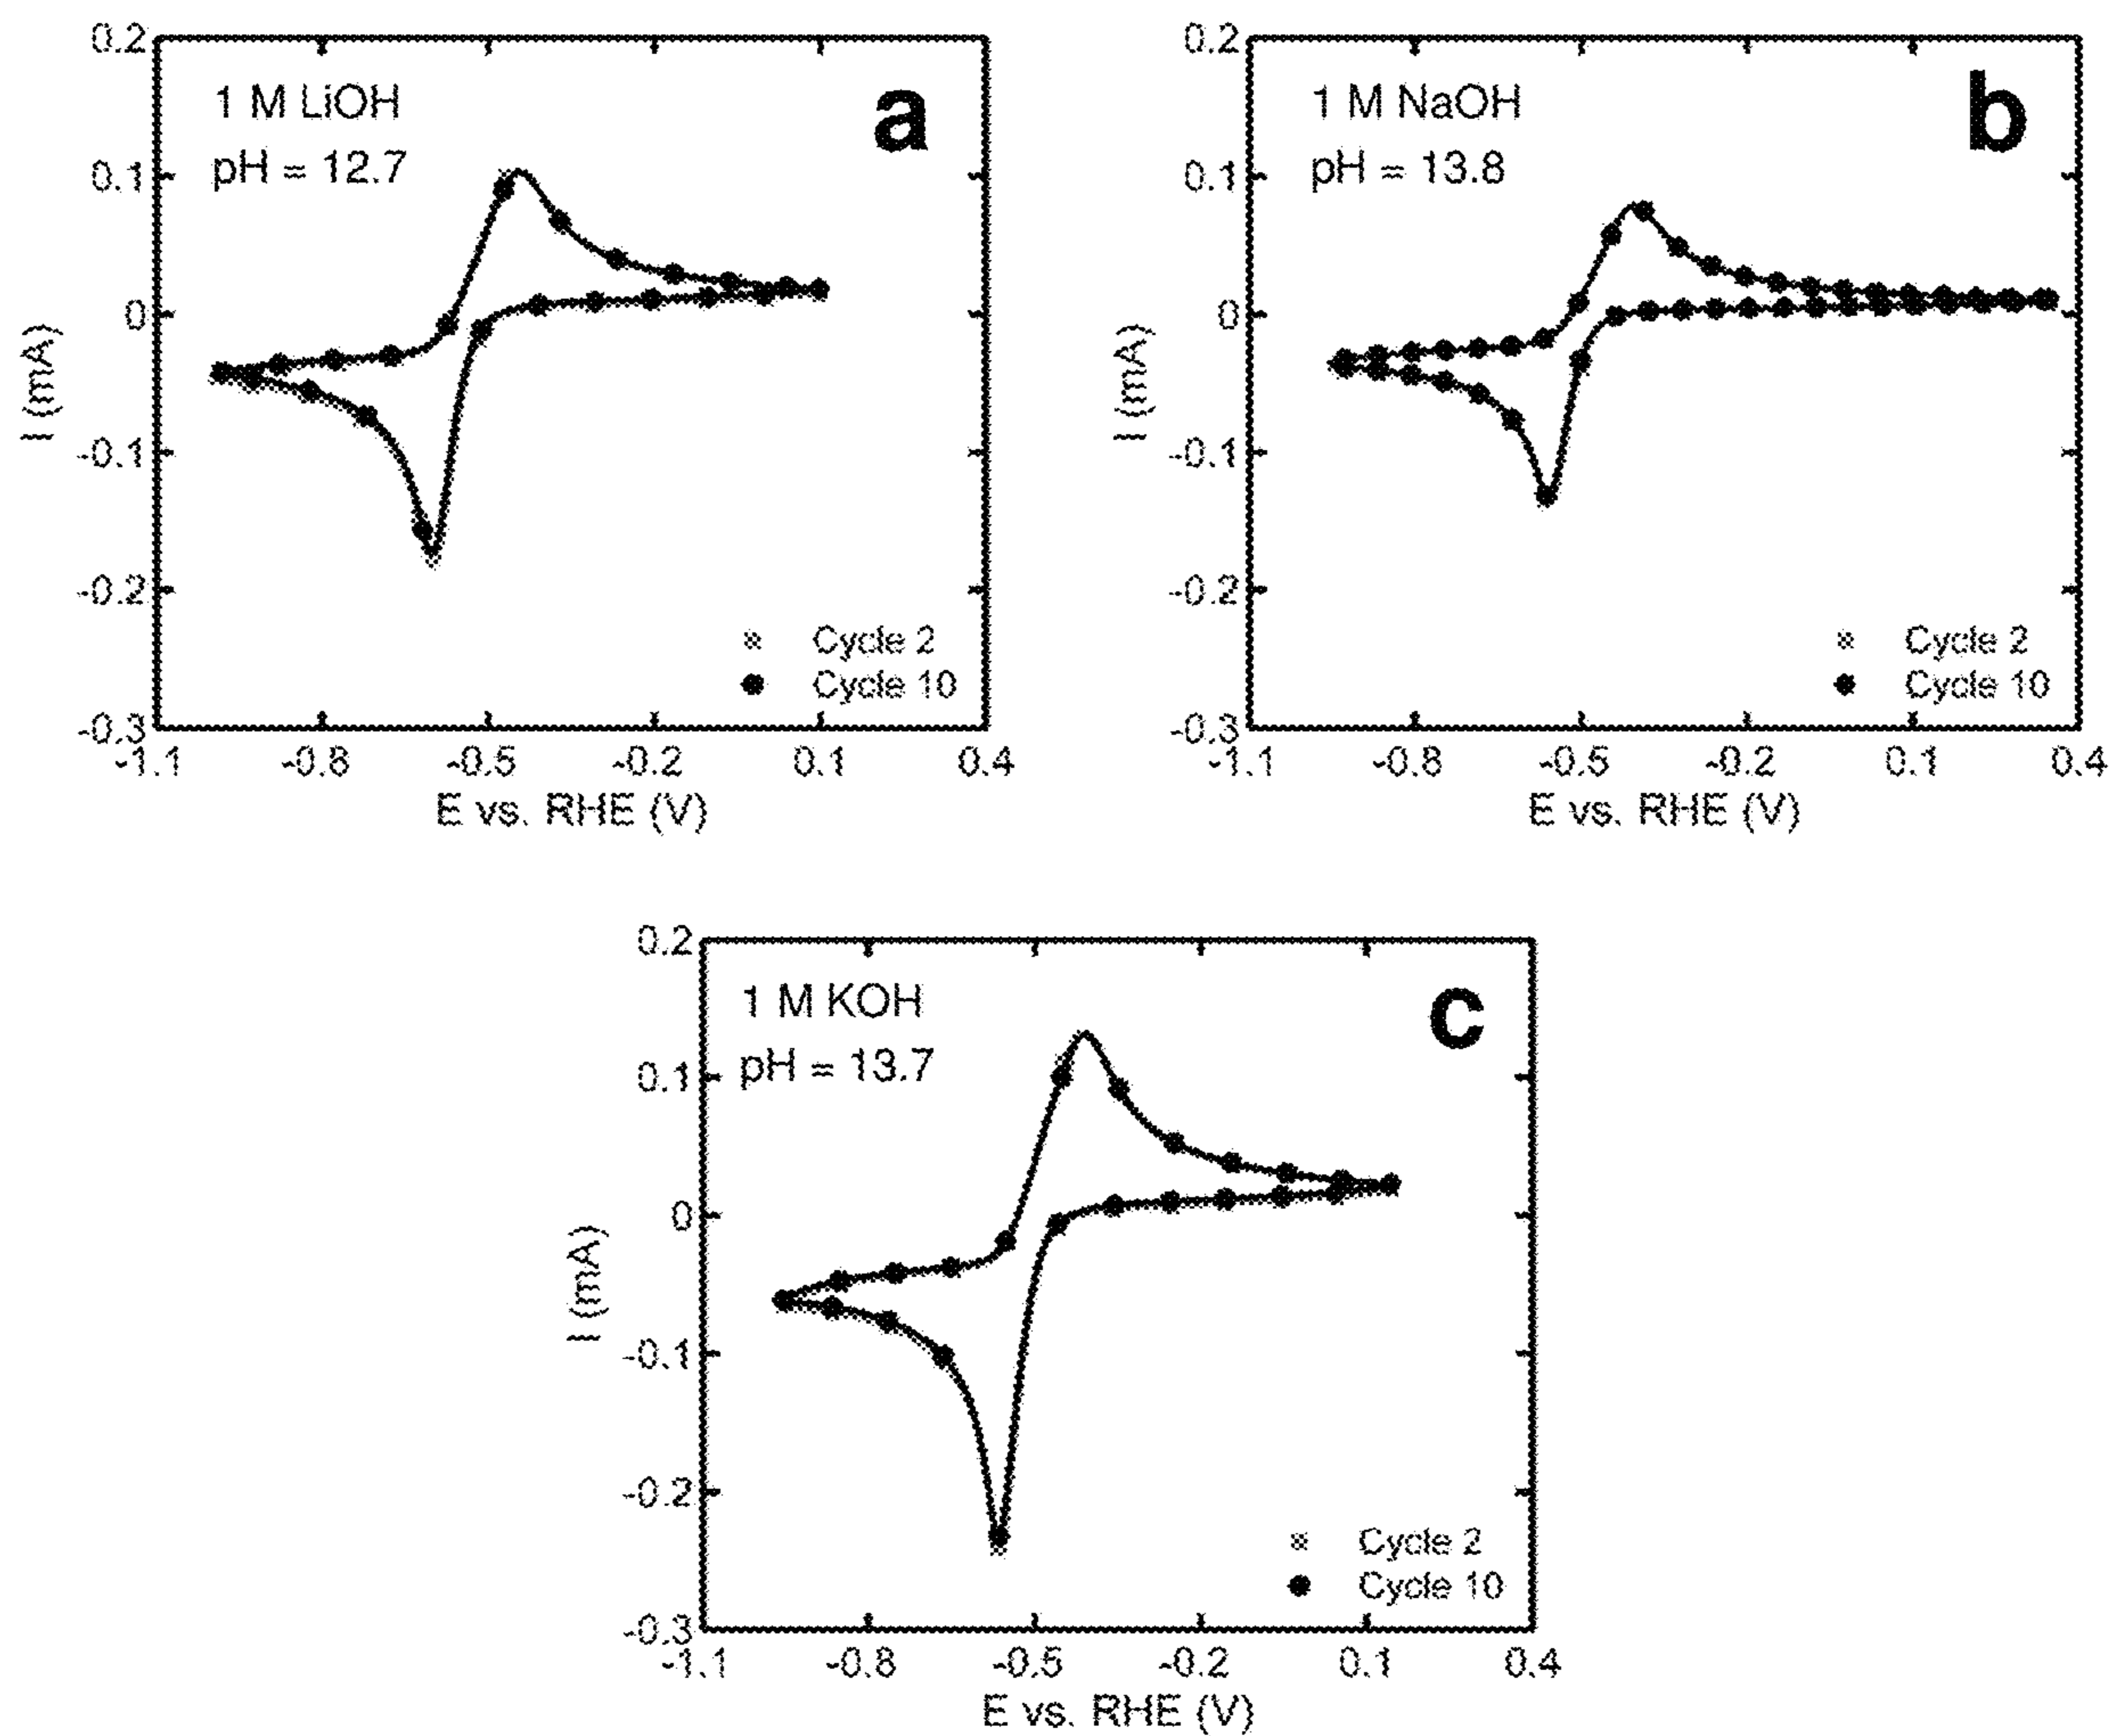 a
1 M LiOH
pH = 12.7
I (mA)
0.2
0.1
0
-0.1
-0.2
-0.3
Cycle 2
Cycle 10
-1.1 -0.8 -0.5 -0.2 0.1 0.4
E vs. RHE (V)
b
1 M NaOH
pH = 13.8
I (mA)
0.2
0.1
0
-0.1
-0.2
-0.3
Cycle 2
Cycle 10
-1.1 -0.8 -0.5 -0.2 0.1 0.4
E vs. RHE (V)
c
1 M KOH
pH = 13.7
I (mA)
0.2
0.1
0
-0.1
-0.2
-0.3
Cycle 2
Cycle 10
-1.1 -0.8 -0.5 -0.2 0.1 0.4
E vs. RHE (V)